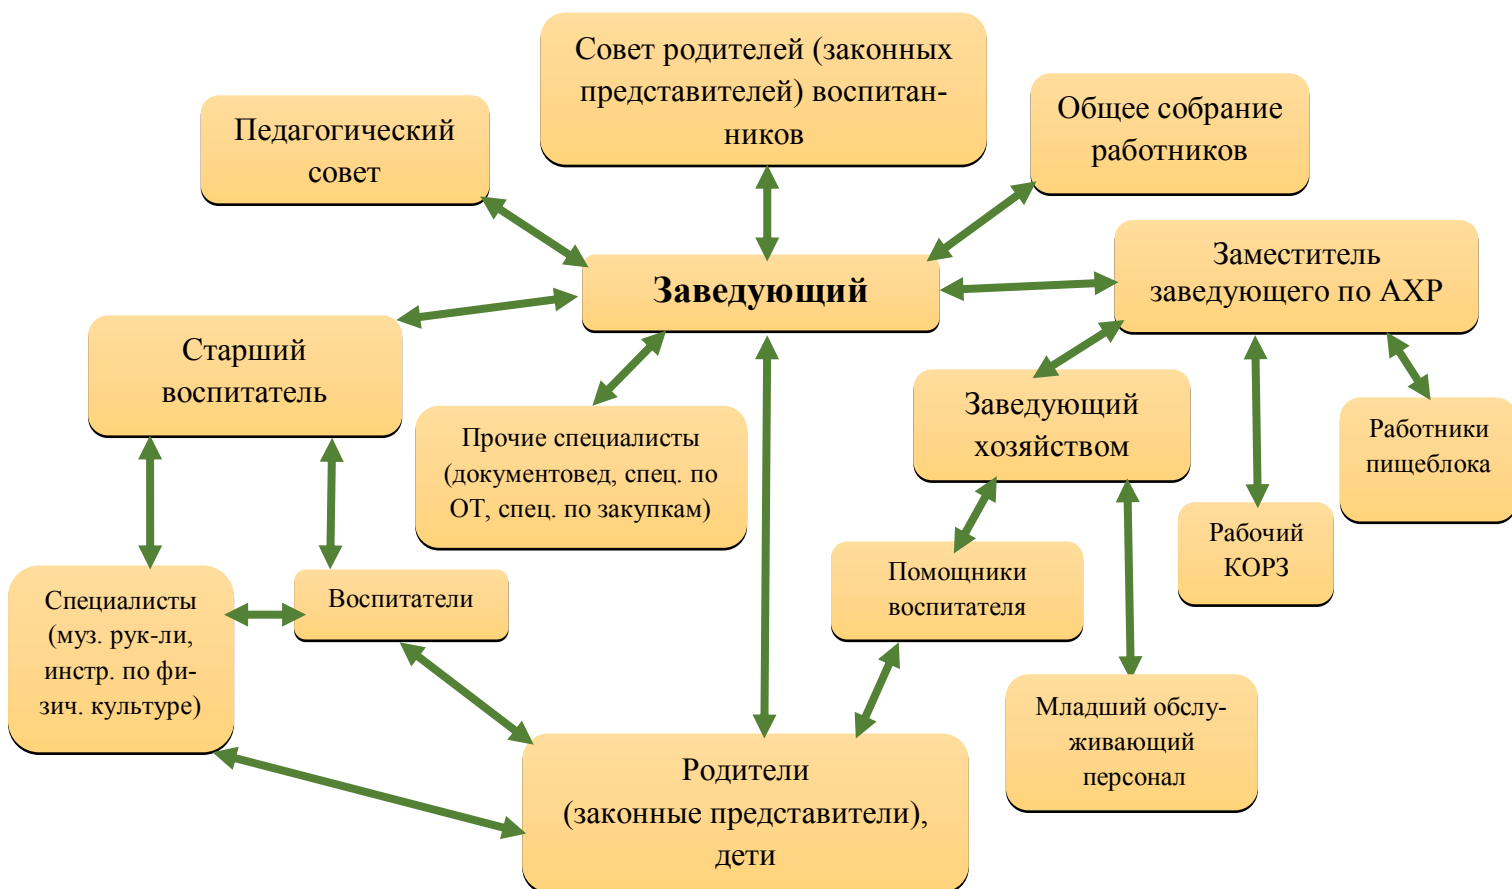 Совет родителей (законных
представителей) воспитан-
ников
Педагогический
совет
Общее собрание
работников
Заведующий
Заместитель
заведующего по АХР
Старший
воспитатель
Прочие специалисты
(документовед, спец. по
ОТ, спец. по закупкам)
Заведующий
хозяйством
Работники
пищеблока
Рабочий
КОРЗ
Специалисты
(муз. рук-ли,
инстр. по фи-
зич. культуре)
Воспитатели
Помощники
воспитателя
Младший обслу-
живающий
персонал
Родители
(законные представители),
дети